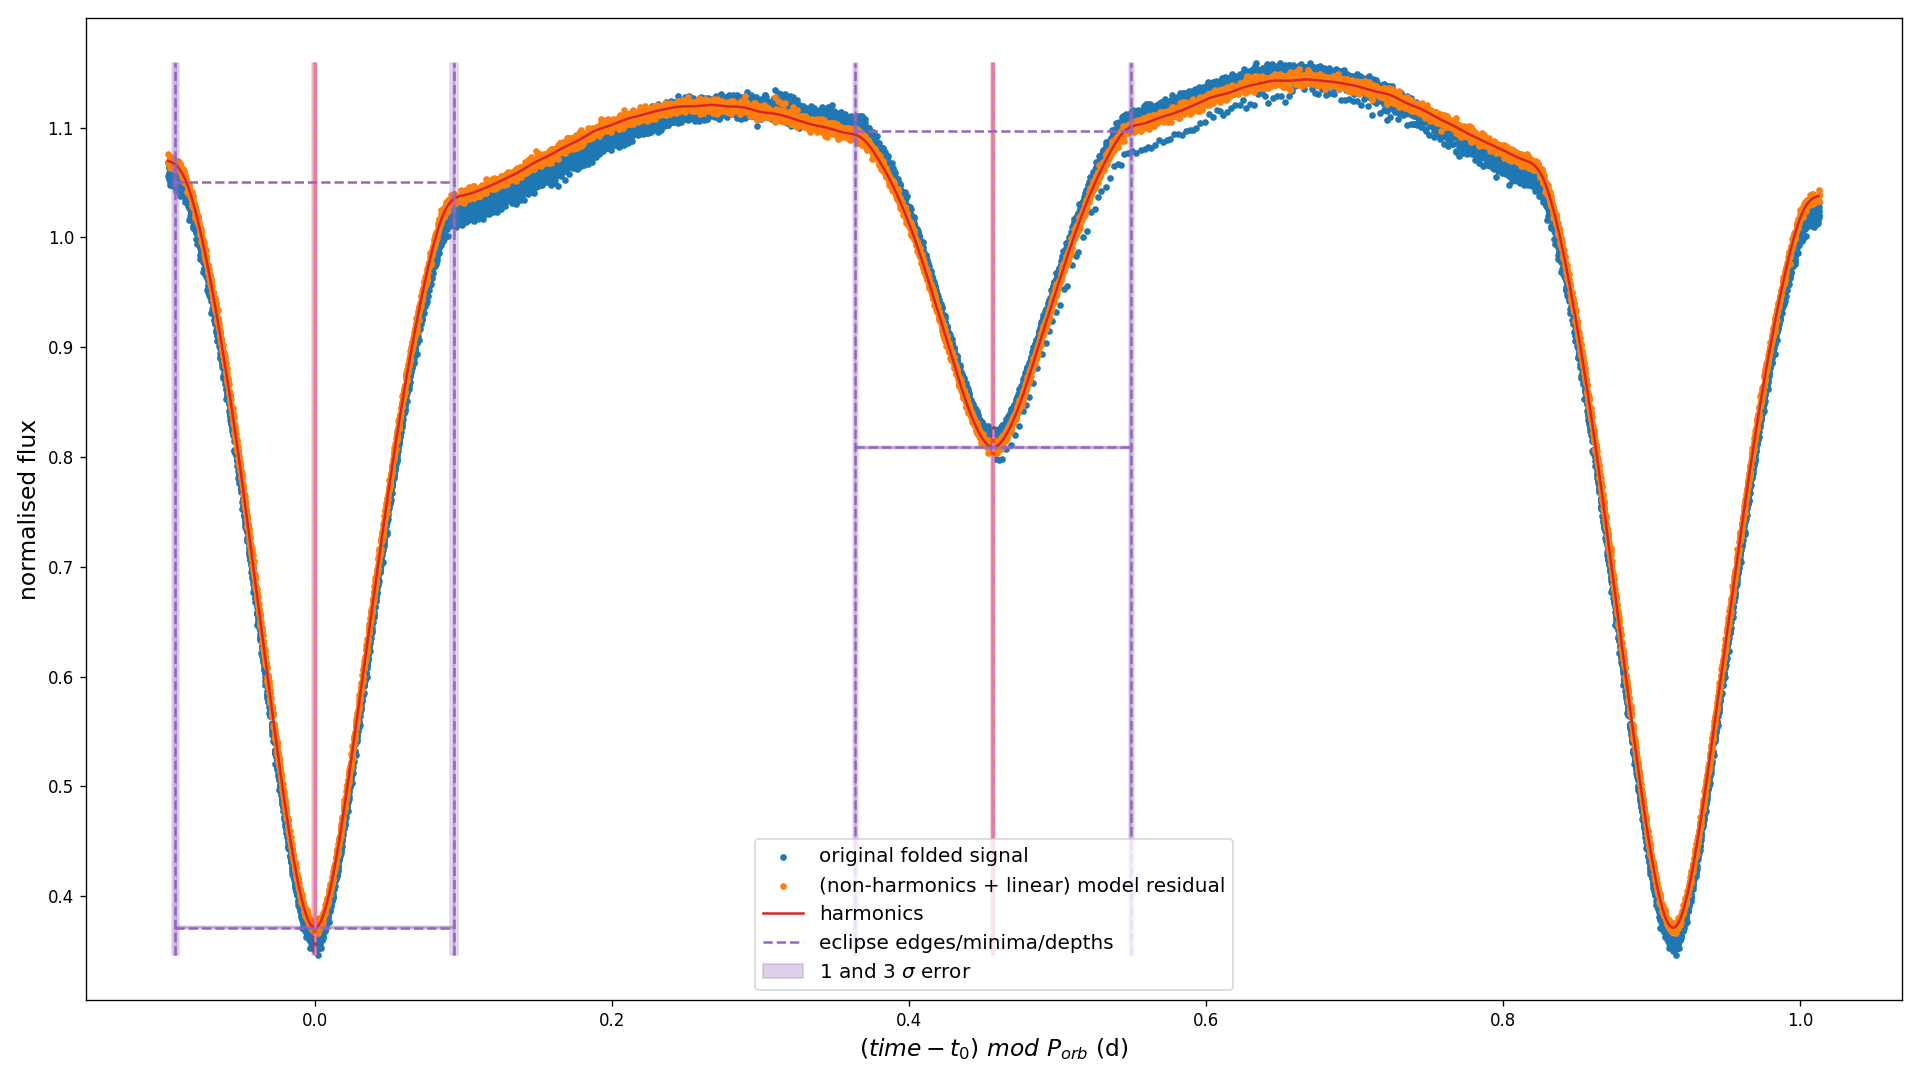 normalised flux
1.1
1.0
0.9
0.8
0.7
0.6
0.5
0.4
original folded signal
(non-harmonics + linear) model residual
harmonics
eclipse edges/minima/depths
1 and 3 σ error
0.0 0.2 0.4 0.6 0.8 1.0
(time − t₀) mod Pₒᵣb (d)